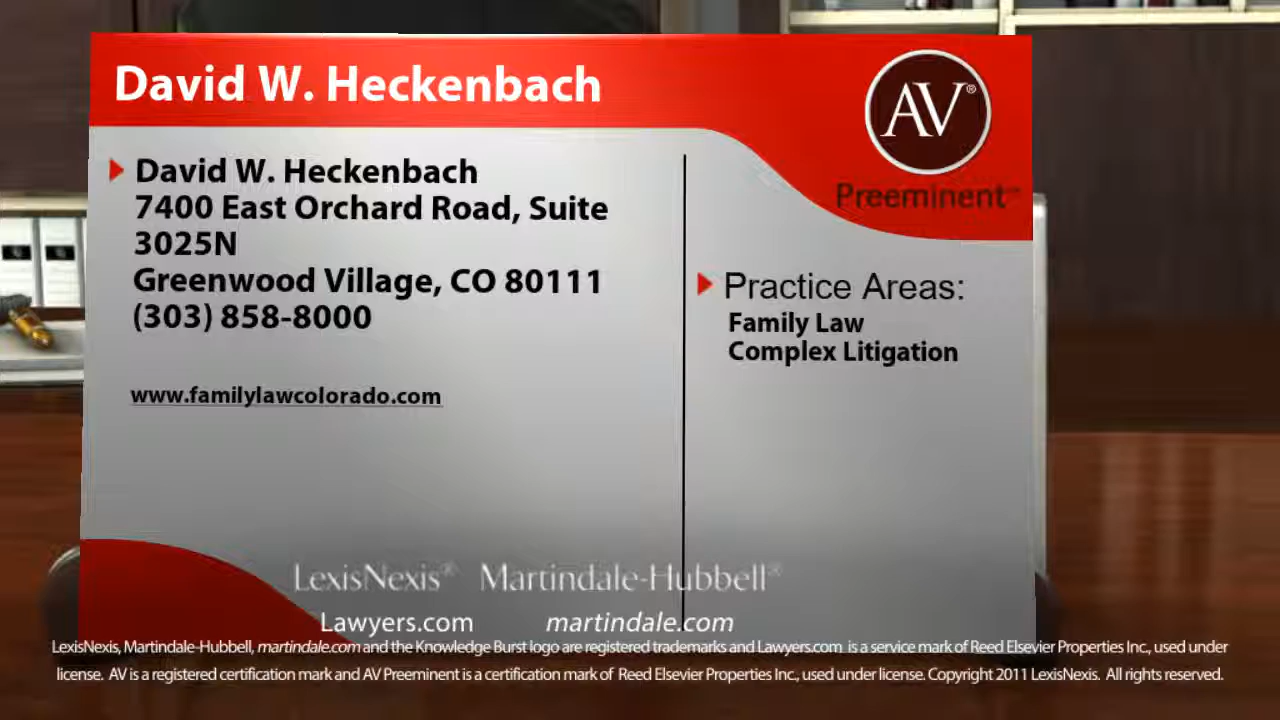 David W. Heckenbach
AV®
Preeminent℠
David W. Heckenbach
7400 East Orchard Road, Suite
3025N
Greenwood Village, CO 80111
(303) 858-8000
www.familylawcolorado.com
Practice Areas:
Family Law
Complex Litigation
LexisNexis® Martindale-Hubbell®
Lawyers.com martindale.com
LexisNexis, Martindale-Hubbell, martindale.com and the Knowledge Burst logo are registered trademarks and Lawyers.com is a service mark of Reed Elsevier Properties Inc., used under
license. AV is a registered certification mark and AV Preeminent is a certification mark of Reed Elsevier Properties Inc., used under license. Copyright 2011 LexisNexis. All rights reserved.